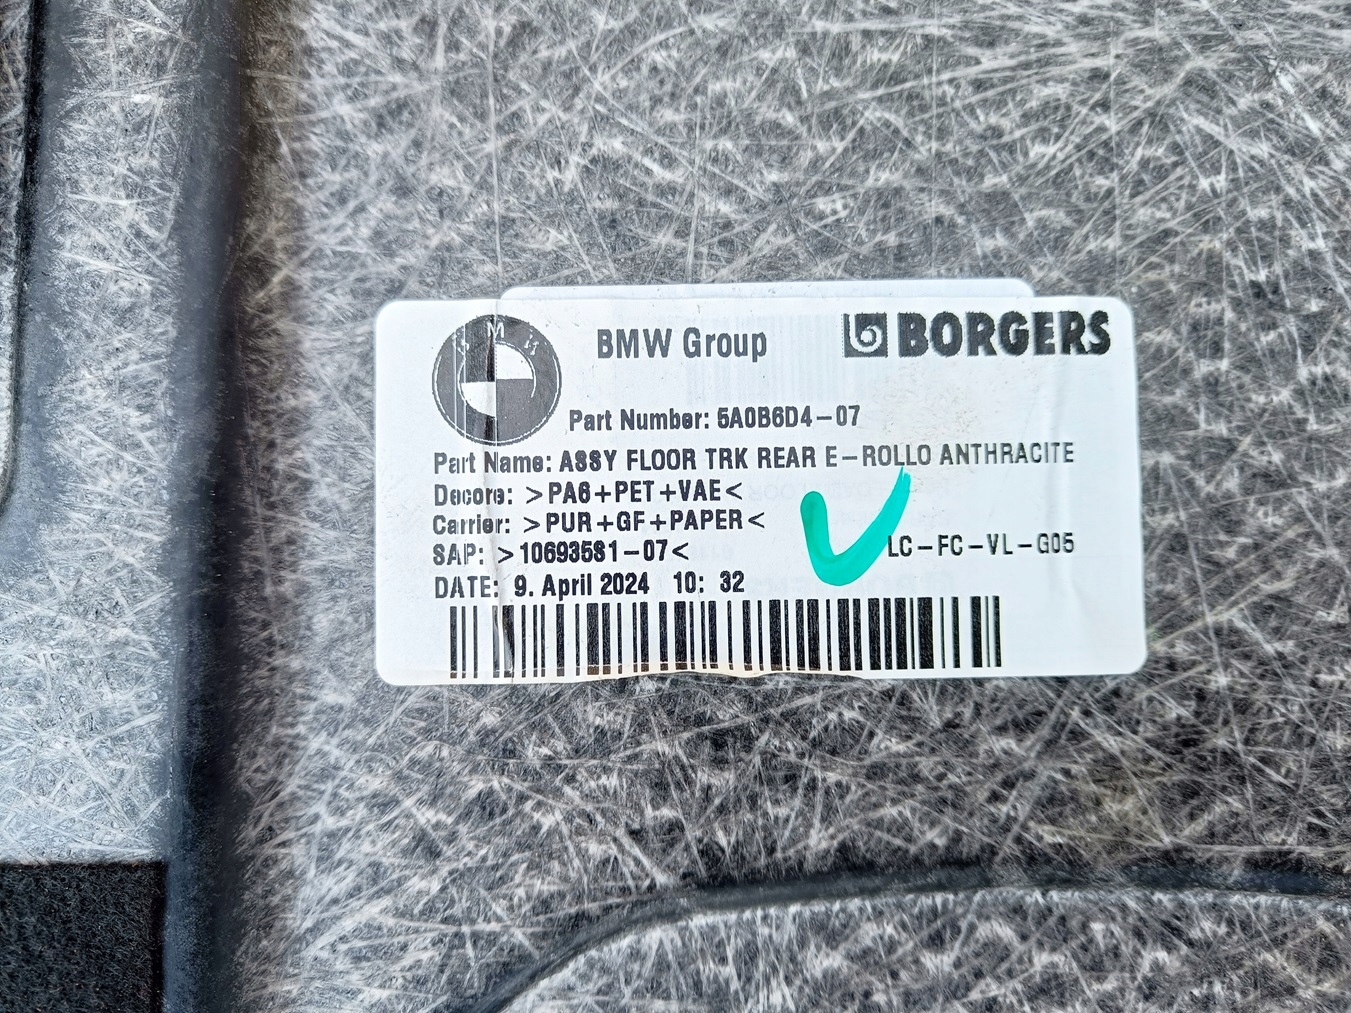 BMW
BMW Group
BORGERS
Part Number: 5A0B6D4-07
Part Name: ASSY FLOOR TRK REAR E-ROLLO ANTHRACITE
Decore: >PA6+PET+VAE<
Carrier: >PUR+GF+PAPER<
SAP: >10693581-07<
LC-FC-VL-G05
DATE: 9. April 2024 10: 32